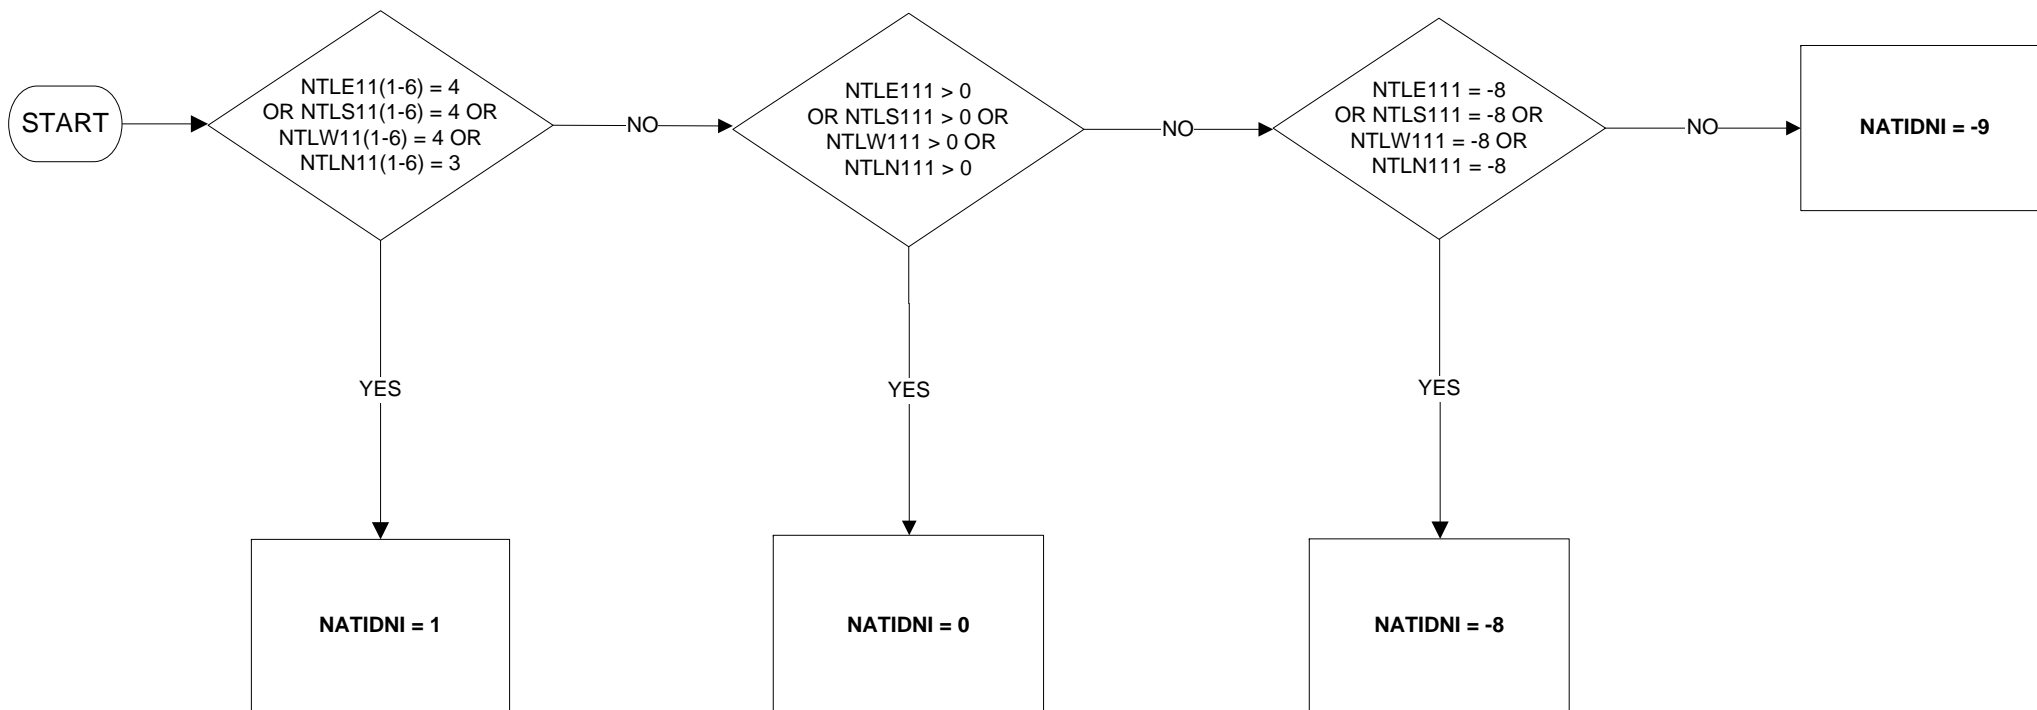 START
NTLE11(1-6) = 4
OR NTLS11(1-6) = 4 OR
NTLW11(1-6) = 4 OR
NTLN11(1-6) = 3
NO
NTLE111 > 0
OR NTLS111 > 0 OR
NTLW111 > 0 OR
NTLN111 > 0
NO
NTLE111 = -8
OR NTLS111 = -8 OR
NTLW111 = -8 OR
NTLN111 = -8
NO
NATIDNI = -9
YES
YES
YES
NATIDNI = 1
NATIDNI = 0
NATIDNI = -8